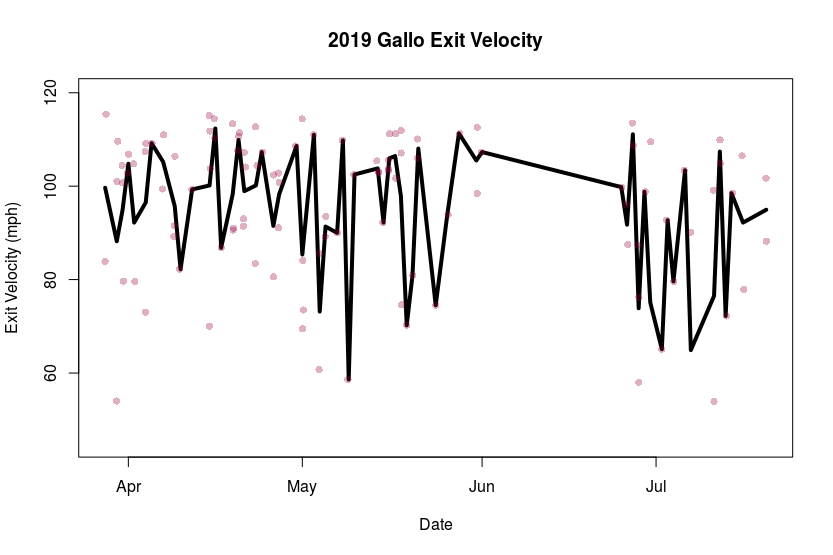 2019 Gallo Exit Velocity
Exit Velocity (mph)
120
100
80
60
Apr May Jun Jul
Date